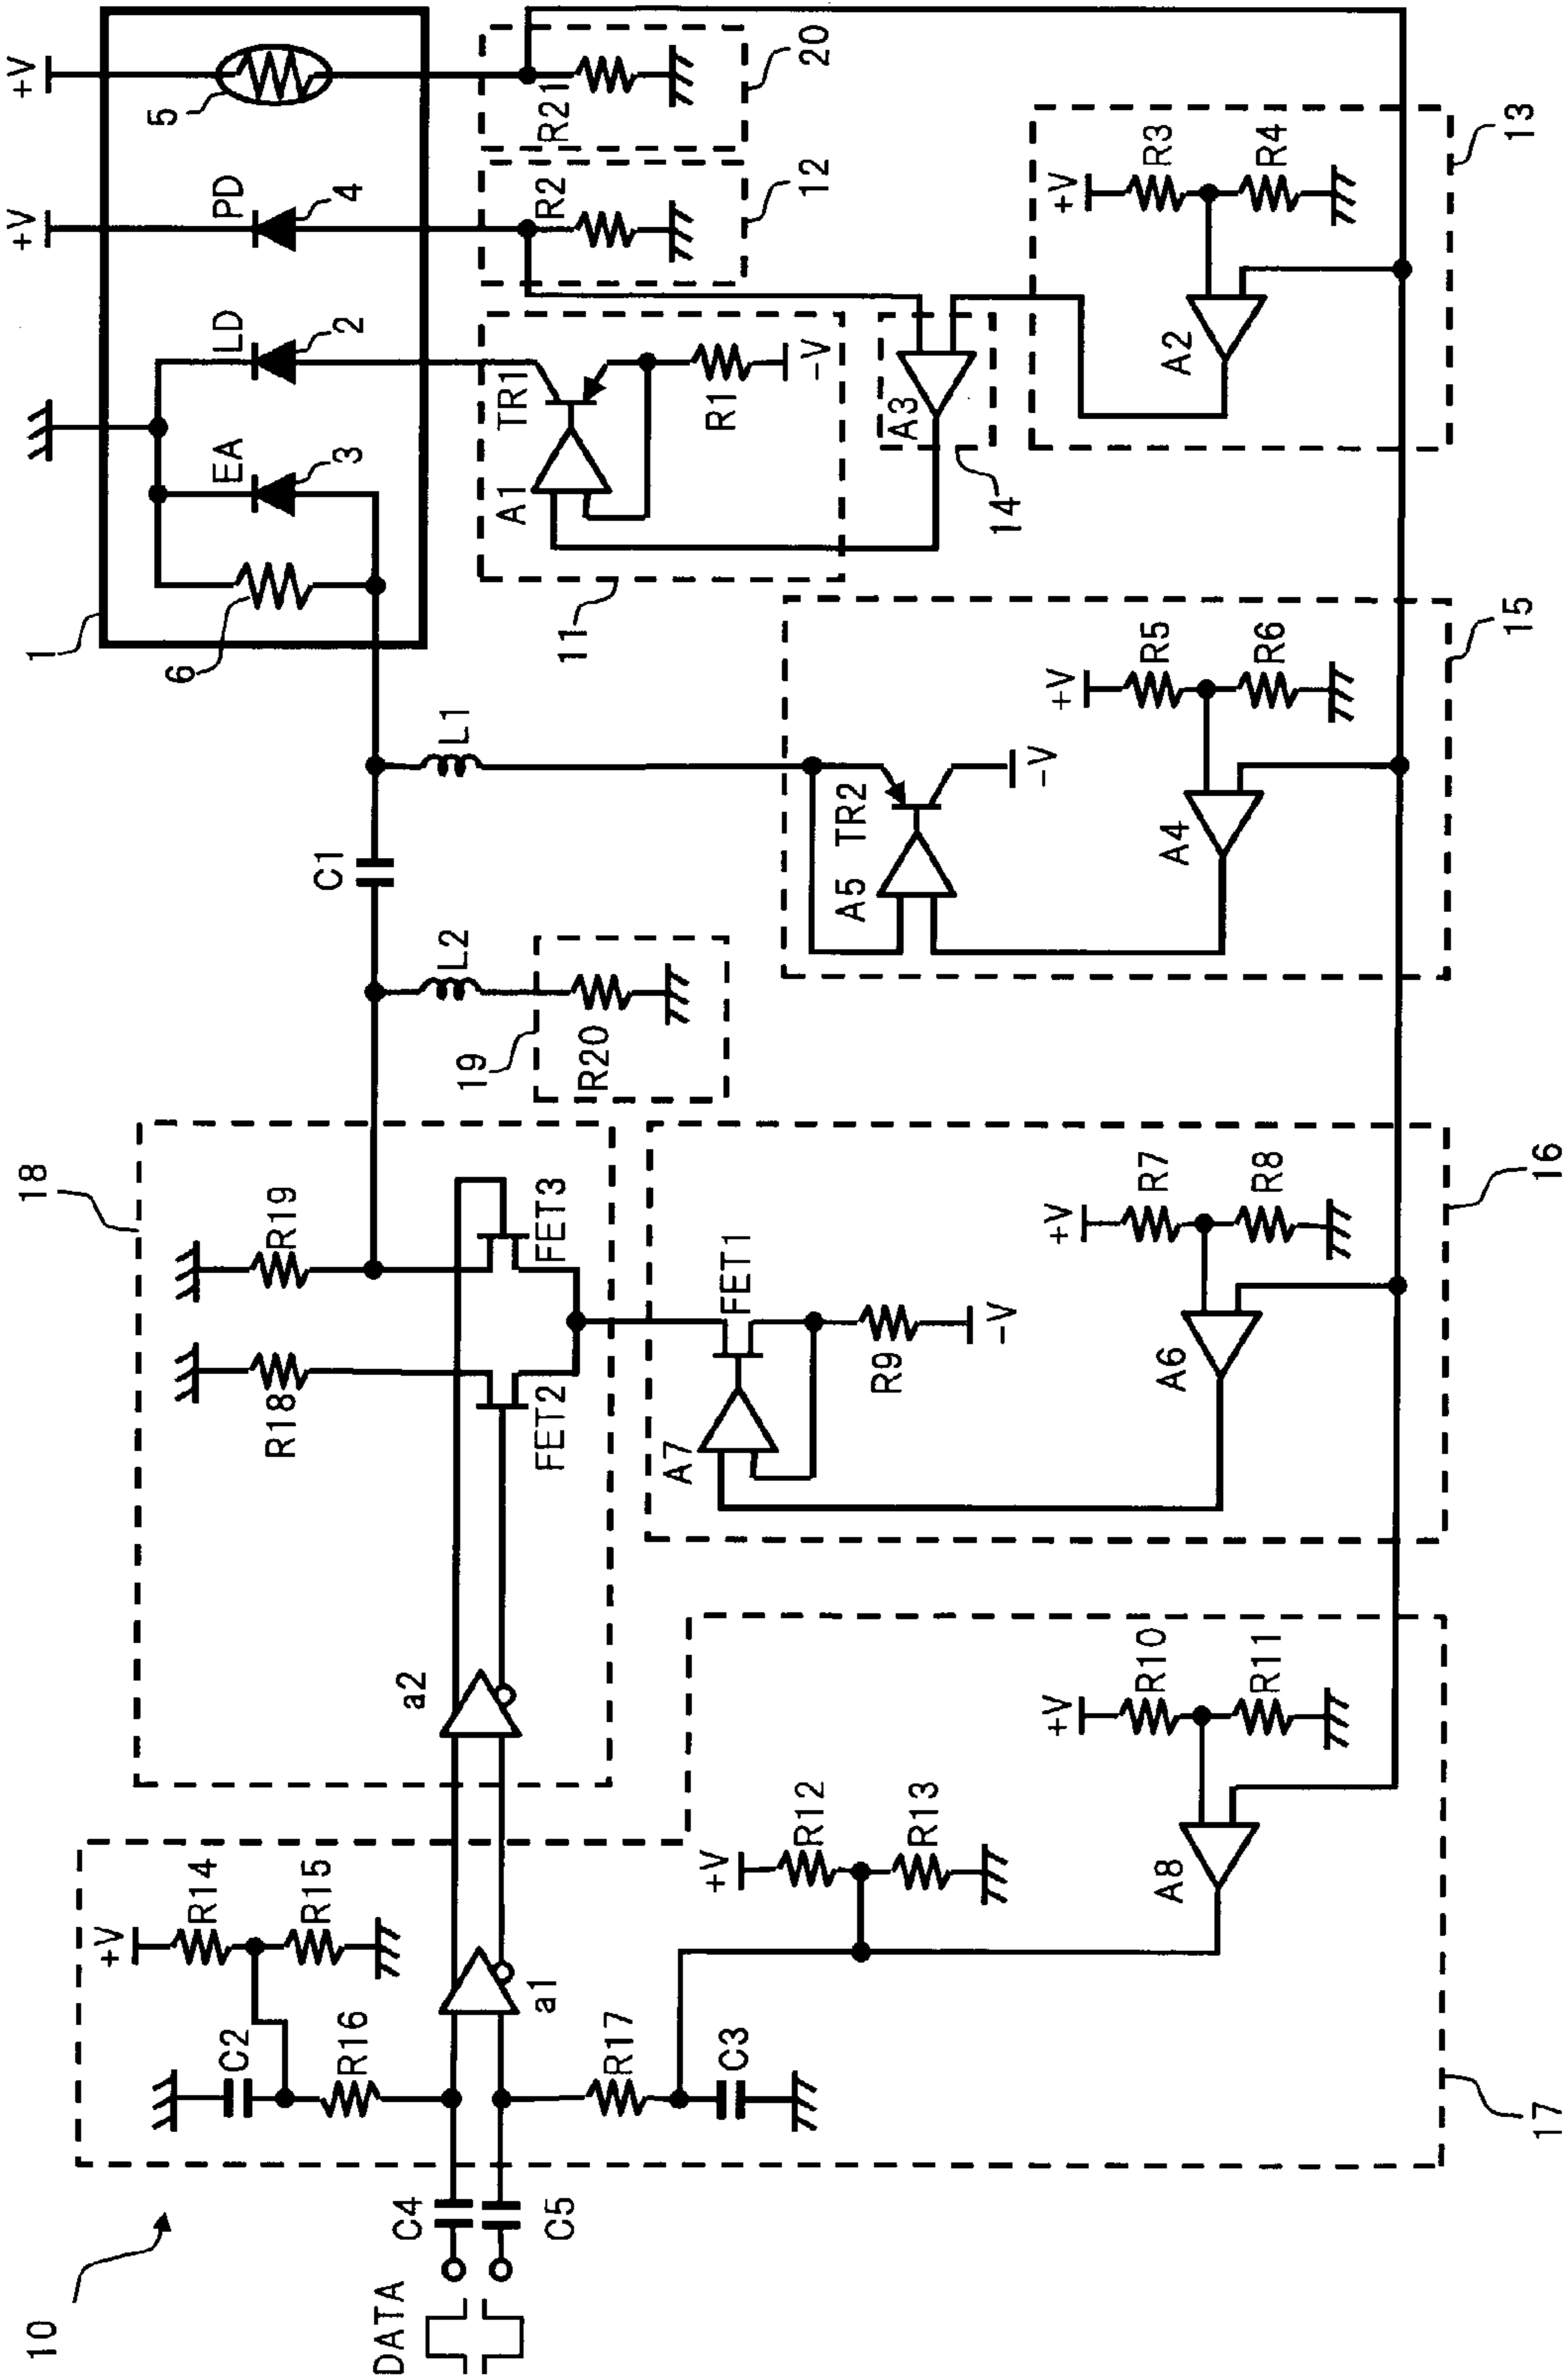 10
DATA
C4
C5
C2
R16
+V
R14
R15
a1
R17
C3
+V
R12
R13
A8
+V
R10
R11
17
18
a2
R18
R19
FET2
FET3
A7
FET1
R9
-V
A6
+V
R7
R8
16
L2
19
R20
C1
L1
A5
TR2
-V
A4
+V
R5
R6
15
1
6
EA
3
LD
2
PD
4
5
+V
+V
A1
TR1
R1
-V
11
R2
12
R21
20
A3
14
A2
+V
R3
R4
13